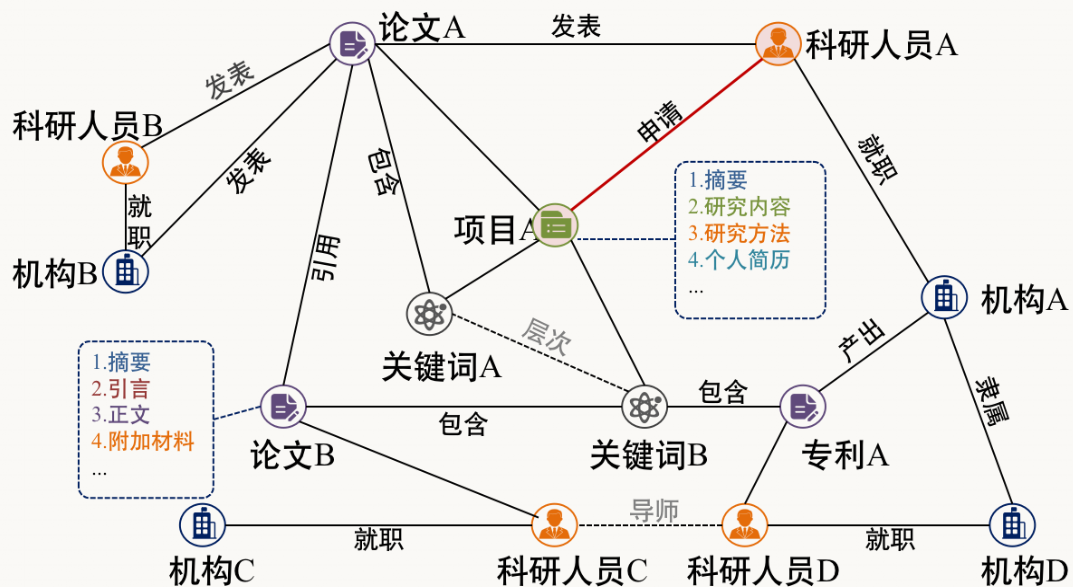 论文A
发表
科研人员A
发表
科研人员B
申请
就职
发表
包含
就职
1.摘要
2.研究内容
3.研究方法
4.个人简历
...
项目A
引用
机构B
机构A
层次
产出
关键词A
1.摘要
2.引言
3.正文
4.附加材料
...
包含
包含
隶属
论文B
关键词B
专利A
导师
就职
就职
机构C
科研人员C
科研人员D
机构D